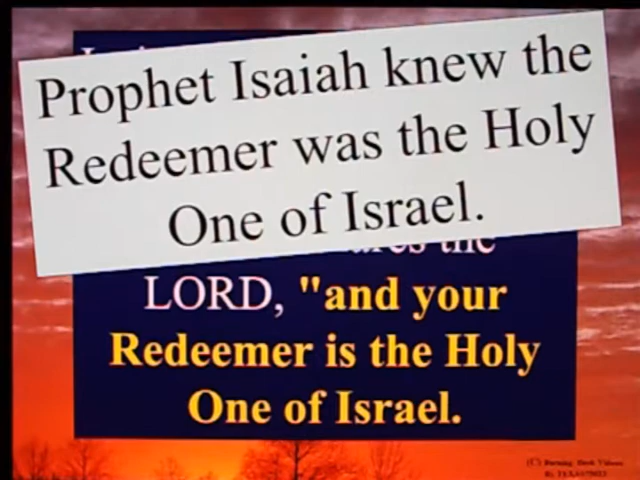 Prophet Isaiah knew the
Redeemer was the Holy
One of Israel.
the
LORD, "and your
Redeemer is the Holy
One of Israel.